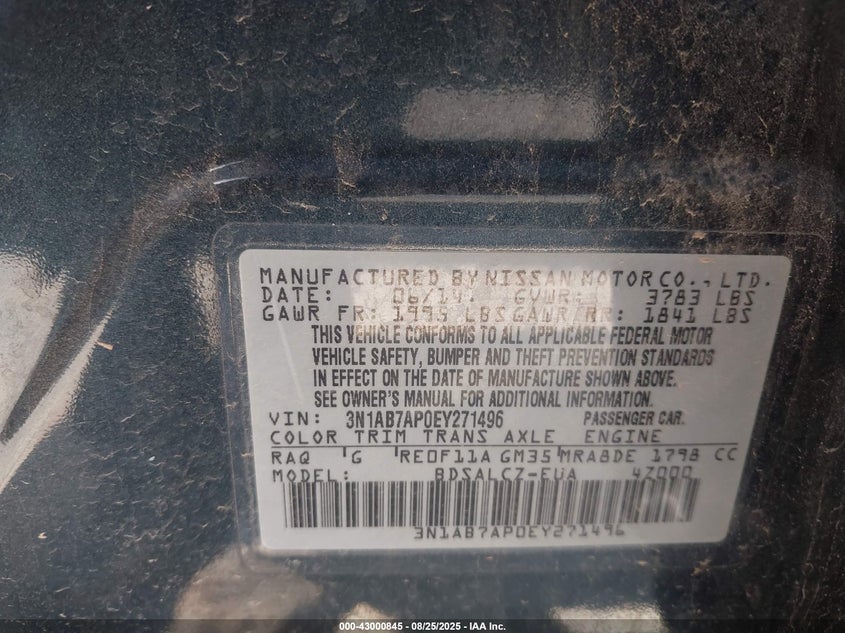 MANUFACTURED BY NISSAN MOTOR CO., LTD.
DATE: 06/14 GVWR: 3783 LBS
GAWR FR: 1995 LBS GAWR RR: 1841 LBS
THIS VEHICLE CONFORMS TO ALL APPLICABLE FEDERAL MOTOR
VEHICLE SAFETY, BUMPER AND THEFT PREVENTION STANDARDS
IN EFFECT ON THE DATE OF MANUFACTURE SHOWN ABOVE.
SEE OWNER'S MANUAL FOR ADDITIONAL INFORMATION.
VIN: 3N1AB7AP0EY271496 PASSENGER CAR.
COLOR TRIM TRANS AXLE ENGINE
RAQ G RE0F11A GM35 MRA8DE 1798 CC
MODEL: BDSALCZ-EUA 4Z000
3N1AB7AP0EY271496
000-43000845 - 08/25/2025 - IAA Inc.